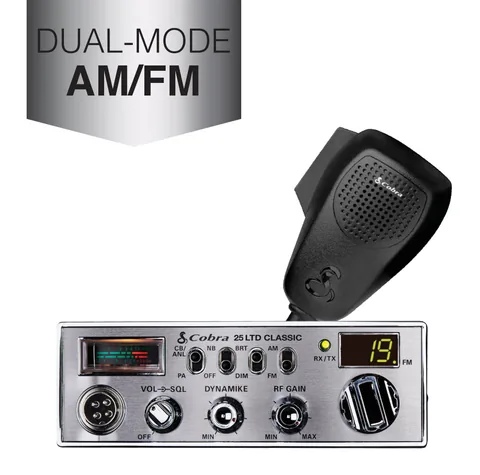 DUAL-MODE
AM/FM
Cobra
Cobra 25 LTD CLASSIC
CB/ANL NB BRT AM
PA OFF DIM FM
RX/TX
19.
FM
VOL SQL DYNAMIKE RF GAIN
OFF MIN MIN MAX